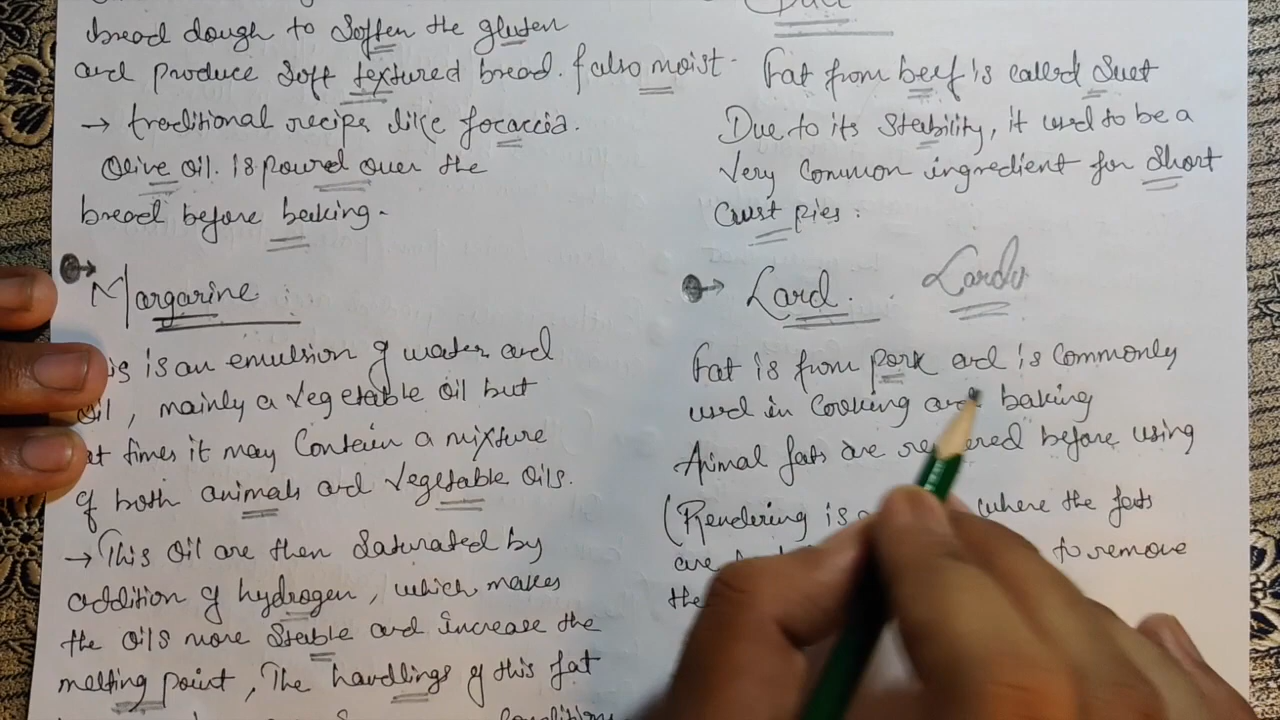 bread dough to soften the gluten
and produce soft textured bread. & also moist.
→ traditional recipe like focaccia.
Olive oil. is poured over the
bread before baking.
→ Margarine :
is is an emulsion of water and
oil, mainly a vegetable oil but
at times it may contain a mixture
of both animals and vegetable oils.
→ This oil are then saturated by
addition of hydrogen, which makes
the oils more stable and increase the
melting point, The handlings of this fat
Fat from beef is called suet
Due to its stability, it used to be a
very common ingredient for short
crust pies :
→ Lard . . Lardo
Fat is from pork and is commonly
used in cooking and baking
Animal fats are before using
(Rendering is where the fats
are to remove
the